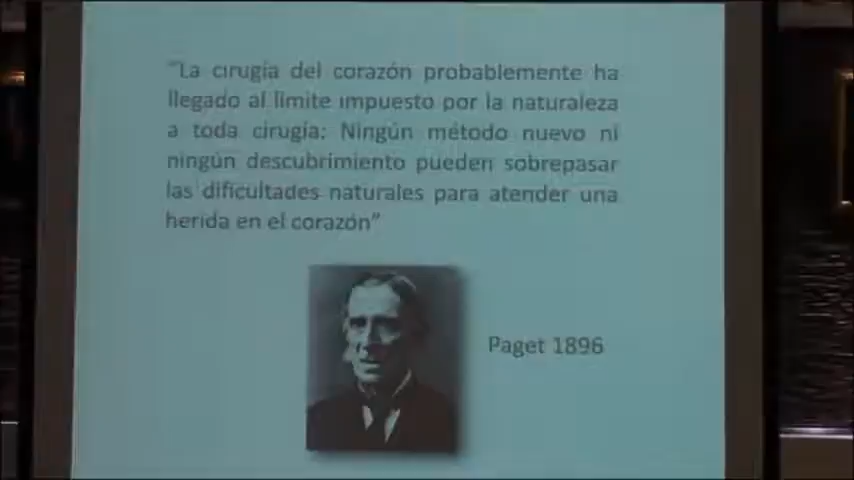 “La cirugía del corazón probablemente ha
llegado al límite impuesto por la naturaleza
a toda cirugía: Ningún método nuevo ni
ningún descubrimiento pueden sobrepasar
las dificultades naturales para atender una
herida en el corazón”
Paget 1896